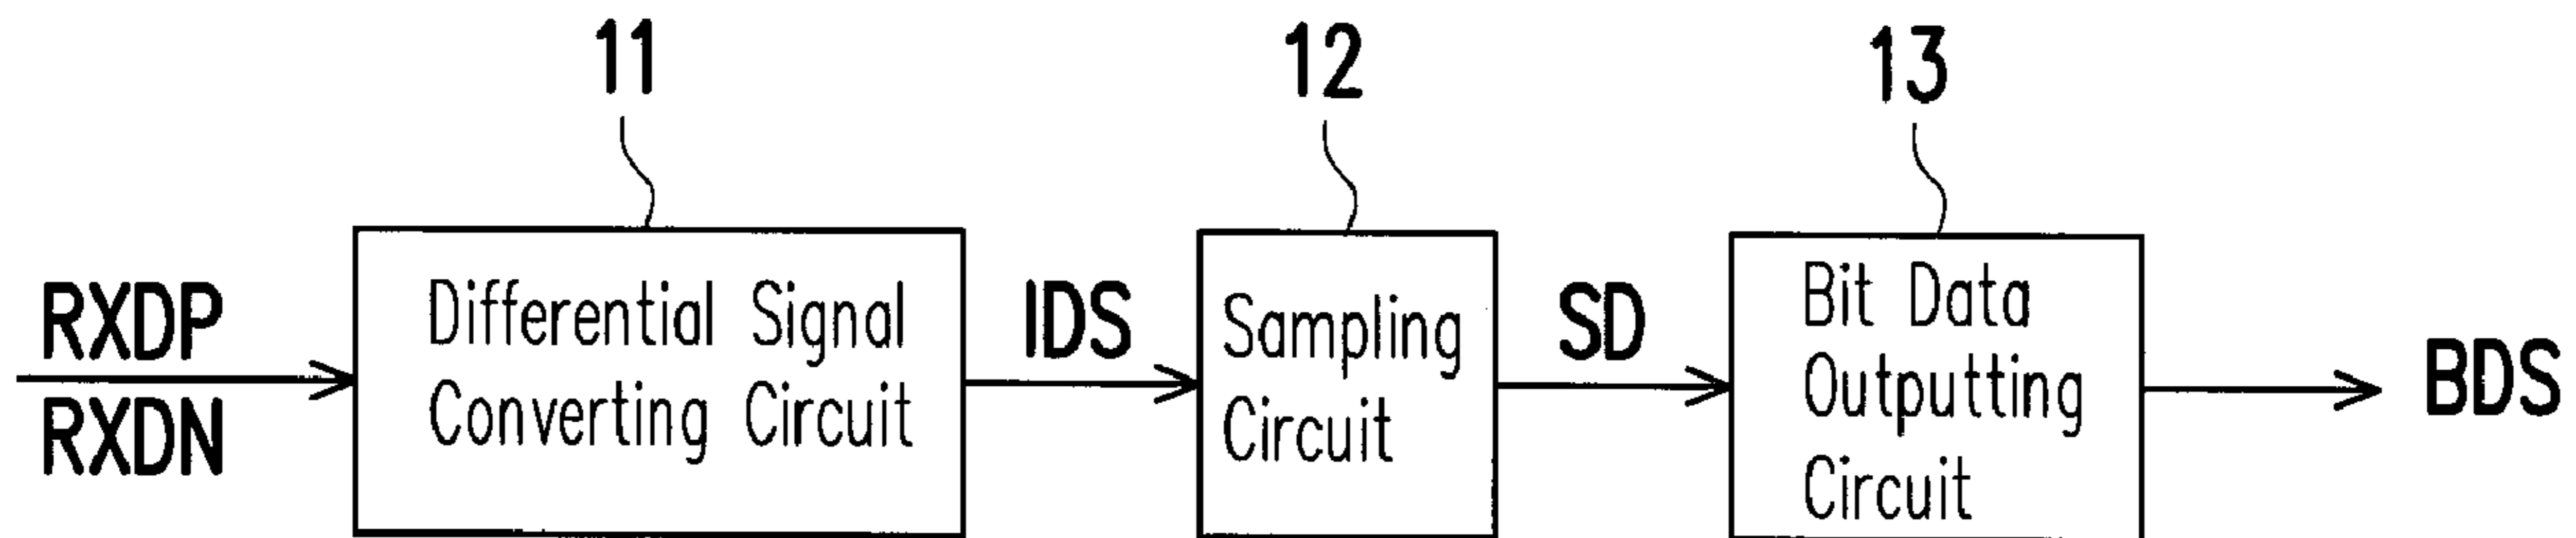 11
12
13
RXDP
RXDN
Differential Signal
Converting Circuit
IDS
Sampling
Circuit
SD
Bit Data
Outputting
Circuit
BDS